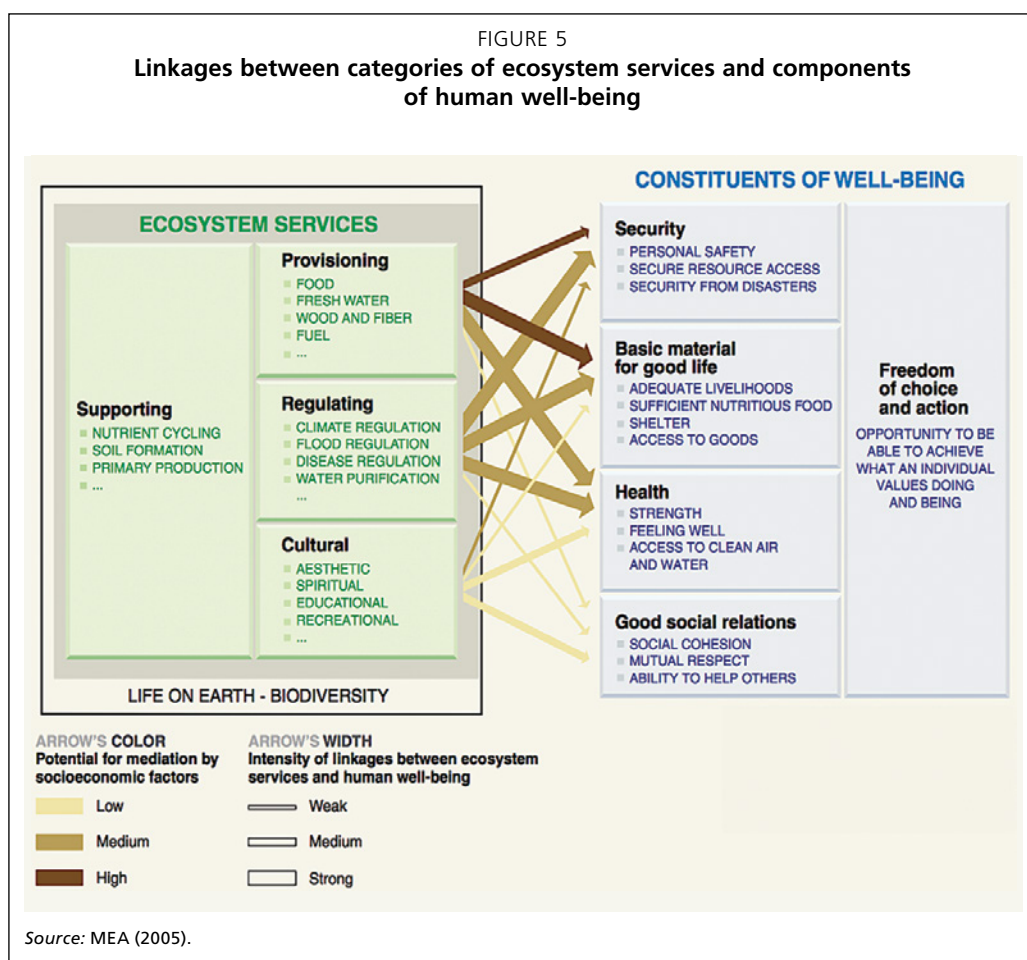 FIGURE 5
Linkages between categories of ecosystem services and components
of human well-being
ECOSYSTEM SERVICES
Supporting
NUTRIENT CYCLING
SOIL FORMATION
PRIMARY PRODUCTION
...
Provisioning
FOOD
FRESH WATER
WOOD AND FIBER
FUEL
...
Regulating
CLIMATE REGULATION
FLOOD REGULATION
DISEASE REGULATION
WATER PURIFICATION
...
Cultural
AESTHETIC
SPIRITUAL
EDUCATIONAL
RECREATIONAL
...
LIFE ON EARTH - BIODIVERSITY
CONSTITUENTS OF WELL-BEING
Security
PERSONAL SAFETY
SECURE RESOURCE ACCESS
SECURITY FROM DISASTERS
Basic material
for good life
ADEQUATE LIVELIHOODS
SUFFICIENT NUTRITIOUS FOOD
SHELTER
ACCESS TO GOODS
Health
STRENGTH
FEELING WELL
ACCESS TO CLEAN AIR
AND WATER
Good social relations
SOCIAL COHESION
MUTUAL RESPECT
ABILITY TO HELP OTHERS
Freedom
of choice
and action
OPPORTUNITY TO BE
ABLE TO ACHIEVE
WHAT AN INDIVIDUAL
VALUES DOING
AND BEING
ARROW'S COLOR
Potential for mediation by
socioeconomic factors
Low
Medium
High
ARROW'S WIDTH
Intensity of linkages between ecosystem
services and human well-being
Weak
Medium
Strong
Source: MEA (2005).